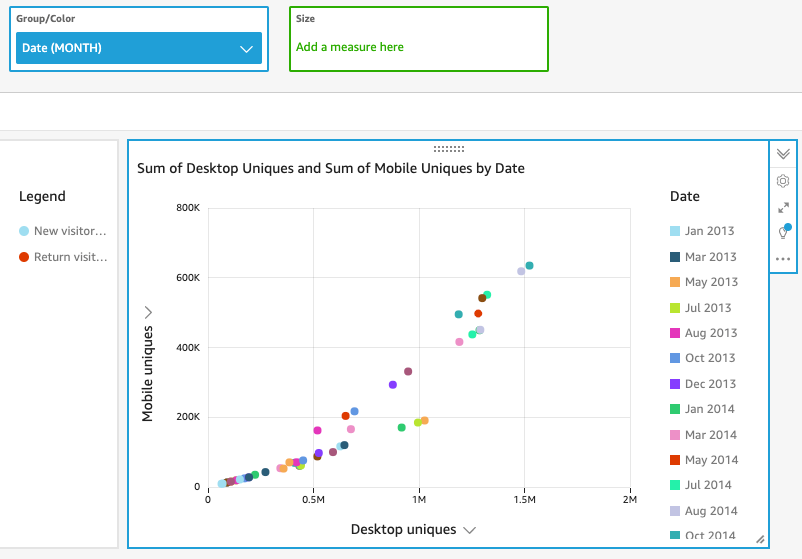 Group/Color
Size
Date (MONTH)
Add a measure here
Legend
New visitor...
Return visit...
Sum of Desktop Uniques and Sum of Mobile Uniques by Date
Mobile uniques
800K
600K
400K
200K
0
0
0.5M
1M
1.5M
2M
Desktop uniques
Date
Jan 2013
Mar 2013
May 2013
Jul 2013
Aug 2013
Oct 2013
Dec 2013
Jan 2014
Mar 2014
May 2014
Jul 2014
Aug 2014
Oct 2014